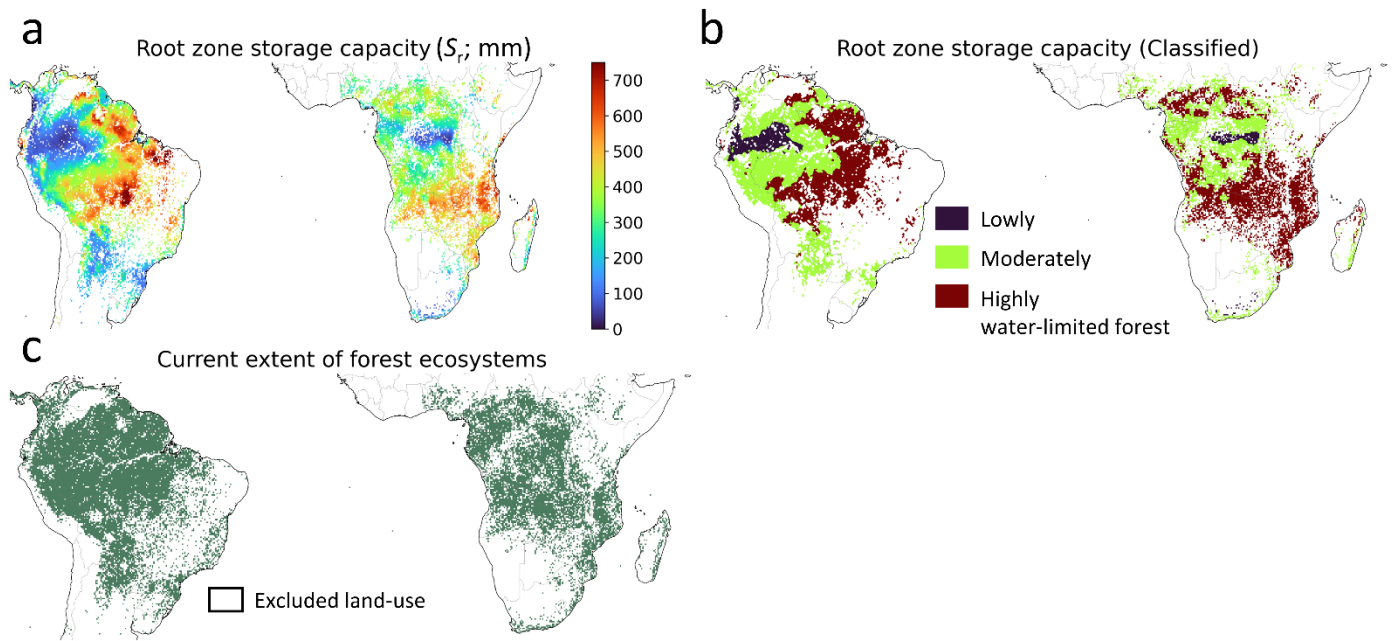 a
Root zone storage capacity (Sr; mm)
700
600
500
400
300
200
100
0
b
Root zone storage capacity (Classified)
Lowly
Moderately
Highly
water-limited forest
c
Current extent of forest ecosystems
Excluded land-use